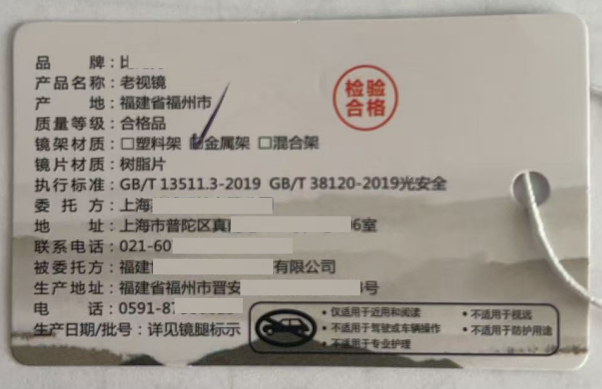 品牌：比
产品名称：老视镜
产地：福建省福州市
质量等级：合格品
镜架材质：□塑料架 ☑金属架 □混合架
镜片材质：树脂片
执行标准：GB/T 13511.3-2019 GB/T 38120-2019光安全
委托方：上海
地址：上海市普陀区真 6室
联系电话：021-60
被委托方：福建 有限公司
生产地址：福建省福州市晋安 号
电话：0591-87
生产日期/批号：详见镜腿标示
检验
合格
•仅适用于近用和阅读 •不适用于视远
•不适用于驾驶或车辆操作 •不适用于防护用途
•不适用于专业护理